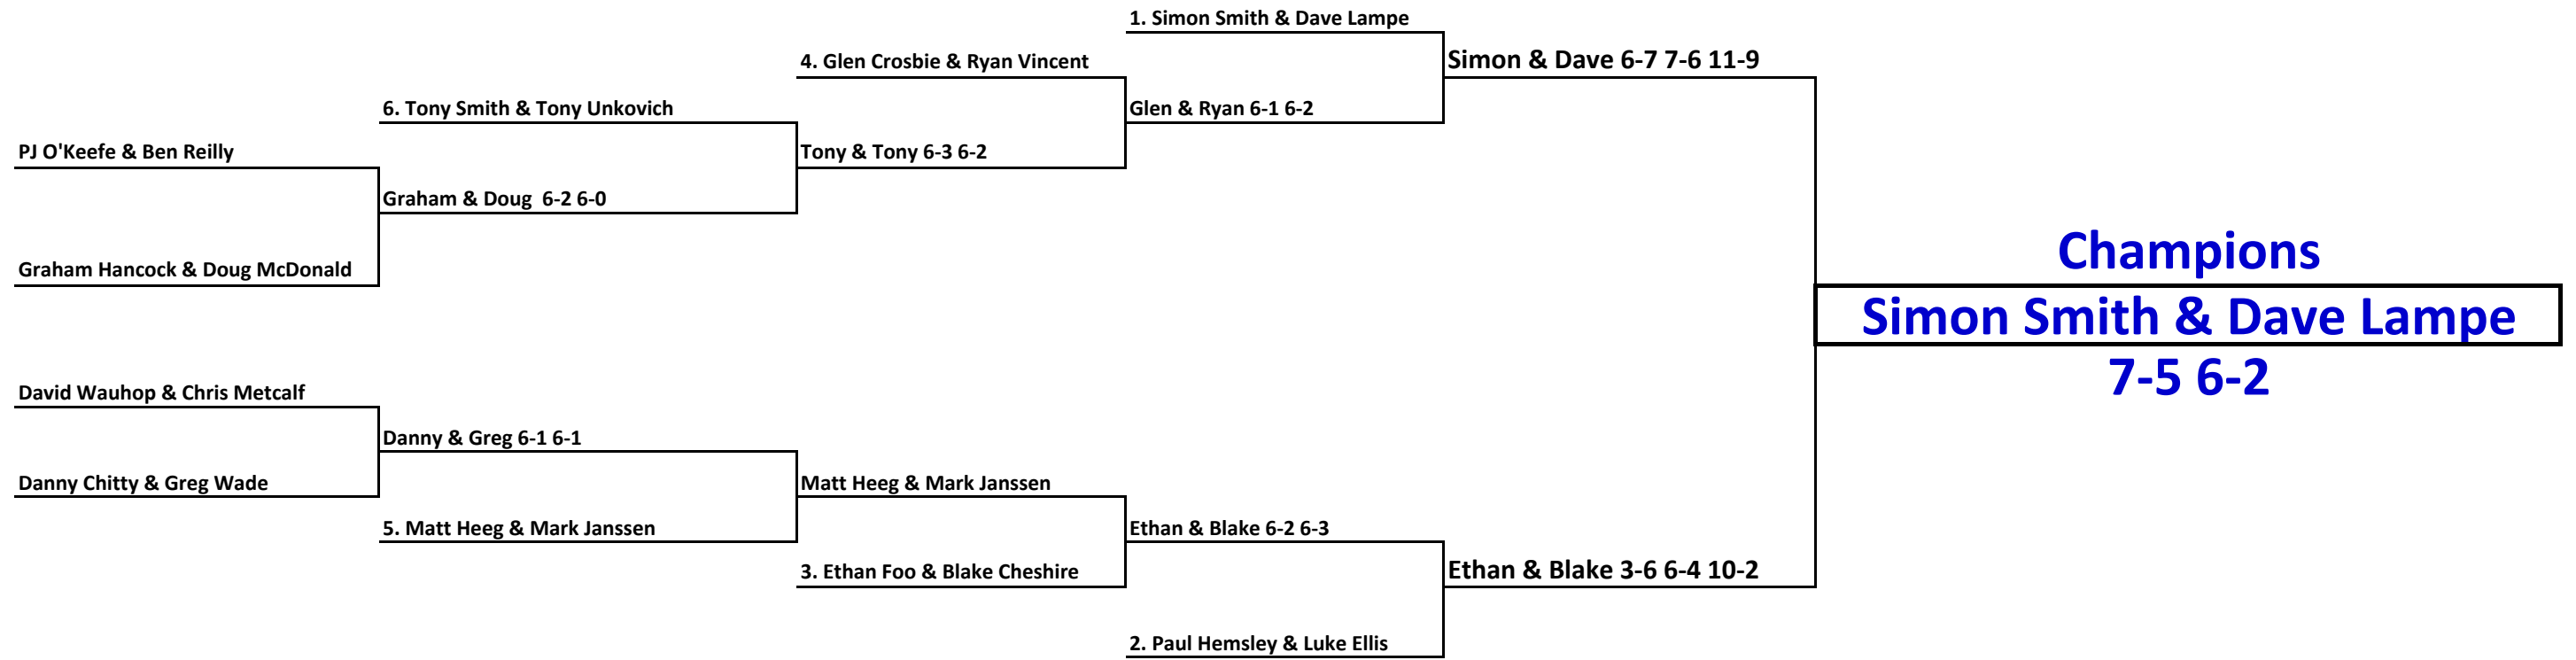 1. Simon Smith & Dave Lampe
4. Glen Crosbie & Ryan Vincent
Simon & Dave 6-7 7-6 11-9
6. Tony Smith & Tony Unkovich
Glen & Ryan 6-1 6-2
PJ O'Keefe & Ben Reilly
Tony & Tony 6-3 6-2
Graham & Doug  6-2 6-0
Graham Hancock & Doug McDonald
Champions
Simon Smith & Dave Lampe
7-5 6-2
David Wauhop & Chris Metcalf
Danny & Greg 6-1 6-1
Danny Chitty & Greg Wade
Matt Heeg & Mark Janssen
5. Matt Heeg & Mark Janssen
Ethan & Blake 6-2 6-3
3. Ethan Foo & Blake Cheshire
Ethan & Blake 3-6 6-4 10-2
2. Paul Hemsley & Luke Ellis